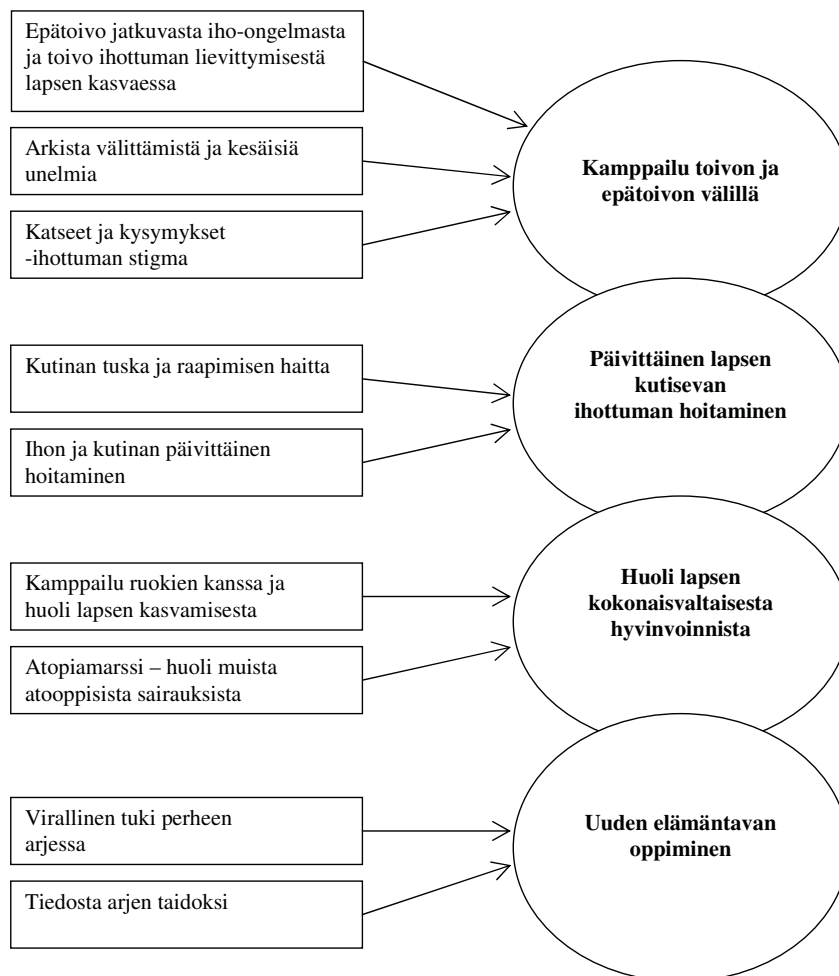 Epätoivo jatkuvasta iho-ongelmasta
ja toivo ihottuman lievittymisestä
lapsen kasvaessa
Arkista välittämistä ja kesäisiä
unelmia
Katseet ja kysymykset
-ihottuman stigma
Kamppailu toivon ja
epätoivon välillä
Kutinan tuska ja raapimisen haitta
Ihon ja kutinan päivittäinen
hoitaminen
Päivittäinen lapsen
kutisevan
ihottuman hoitaminen
Kamppailu ruokien kanssa ja
huoli lapsen kasvamisesta
Atopiamarssi – huoli muista
atooppisista sairauksista
Huoli lapsen
kokonaisvaltaisesta
hyvinvoinnista
Virallinen tuki perheen
arjessa
Tiedosta arjen taidoksi
Uuden elämäntavan
oppiminen